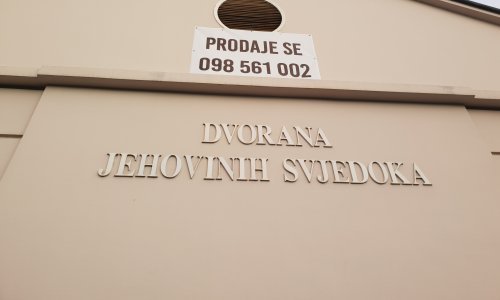 PRODAJE SE
098 561 002
DVORANA
JEHOVINIH SVJEDOKA